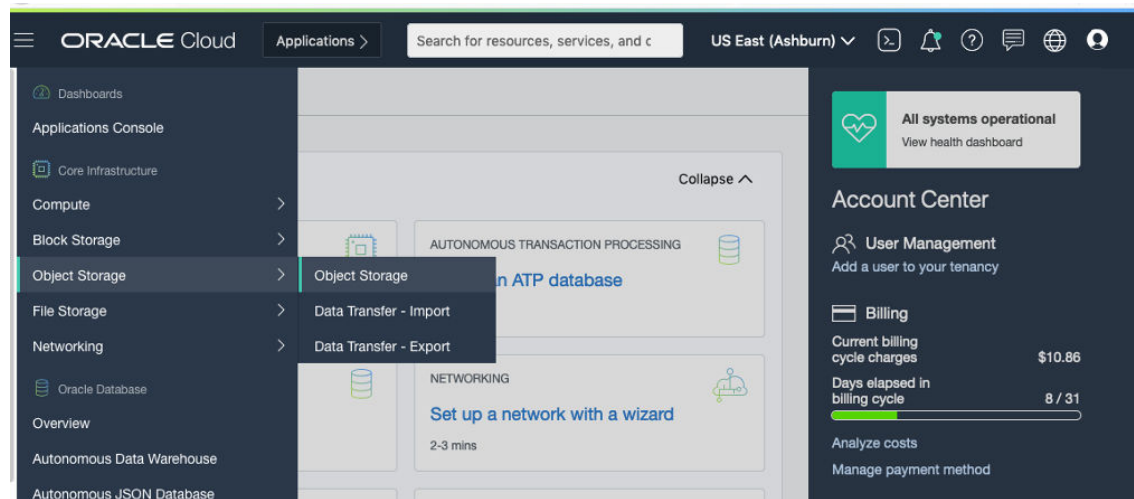 ORACLE Cloud
Applications >
Search for resources, services, and c
US East (Ashburn)
Dashboards
Applications Console
Core Infrastructure
Compute
Block Storage
Object Storage
File Storage
Networking
Oracle Database
Overview
Autonomous Data Warehouse
Autonomous JSON Database
Object Storage
Data Transfer - Import
Data Transfer - Export
Collapse
AUTONOMOUS TRANSACTION PROCESSING
an ATP database
NETWORKING
Set up a network with a wizard
2-3 mins
All systems operational
View health dashboard
Account Center
User Management
Add a user to your tenancy
Billing
Current billing
cycle charges $10.86
Days elapsed in
billing cycle 8 / 31
Analyze costs
Manage payment method